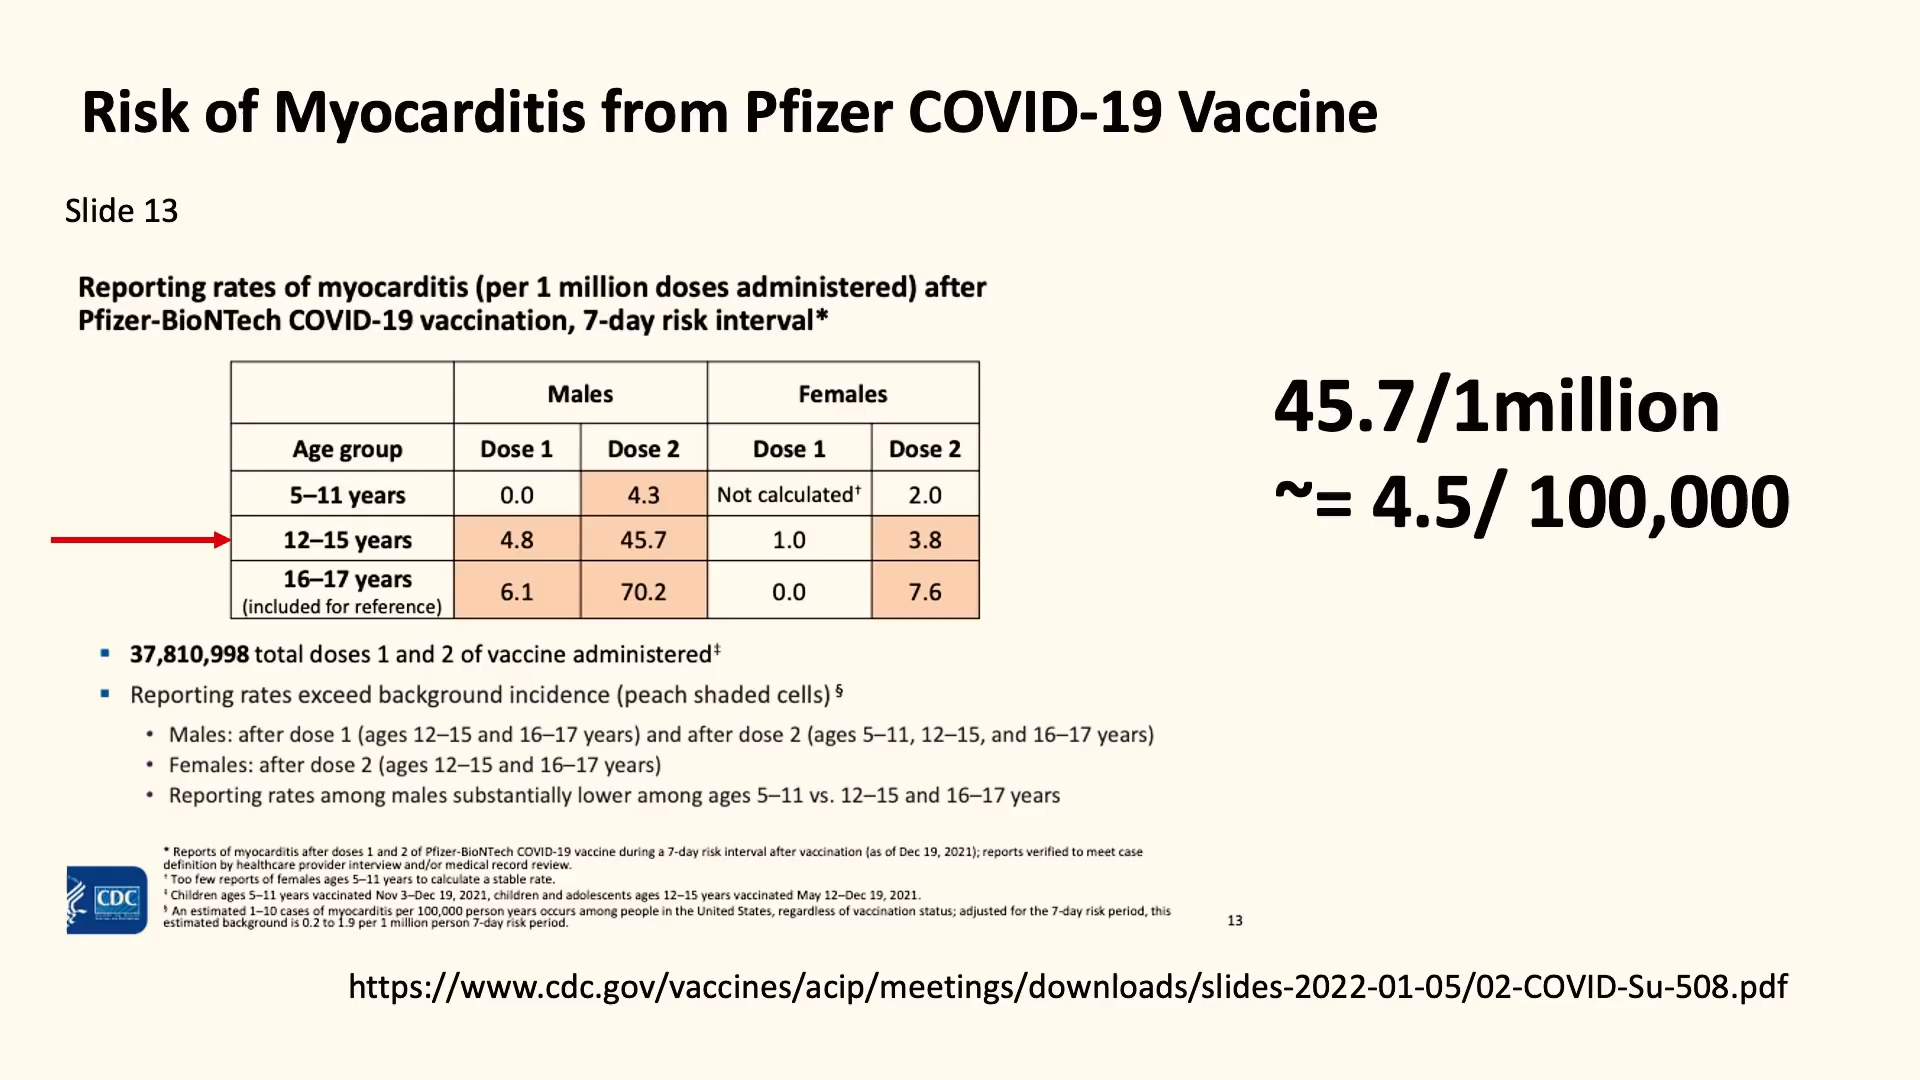 Risk of Myocarditis from Pfizer COVID-19 Vaccine
Slide 13
Reporting rates of myocarditis (per 1 million doses administered) after
Pfizer-BioNTech COVID-19 vaccination, 7-day risk interval*
Males Females
Age group Dose 1 Dose 2 Dose 1 Dose 2
5–11 years 0.0 4.3 Not calculated† 2.0
12–15 years 4.8 45.7 1.0 3.8
16–17 years
(included for reference) 6.1 70.2 0.0 7.6
45.7/1million
~= 4.5/ 100,000
▪ 37,810,998 total doses 1 and 2 of vaccine administered‡
▪ Reporting rates exceed background incidence (peach shaded cells) §
• Males: after dose 1 (ages 12–15 and 16–17 years) and after dose 2 (ages 5–11, 12–15, and 16–17 years)
• Females: after dose 2 (ages 12–15 and 16–17 years)
• Reporting rates among males substantially lower among ages 5–11 vs. 12–15 and 16–17 years
* Reports of myocarditis after doses 1 and 2 of Pfizer-BioNTech COVID-19 vaccine during a 7-day risk interval after vaccination (as of Dec 19, 2021); reports verified to meet case
definition by healthcare provider interview and/or medical record review.
† Too few reports of females ages 5–11 years to calculate a stable rate.
‡ Children ages 5–11 years vaccinated Nov 3–Dec 19, 2021, children and adolescents ages 12–15 years vaccinated May 12–Dec 19, 2021.
§ An estimated 1–10 cases of myocarditis per 100,000 person years occurs among people in the United States, regardless of vaccination status; adjusted for the 7-day risk period, this
estimated background is 0.2 to 1.9 per 1 million person 7-day risk period.
CDC
13
https://www.cdc.gov/vaccines/acip/meetings/downloads/slides-2022-01-05/02-COVID-Su-508.pdf